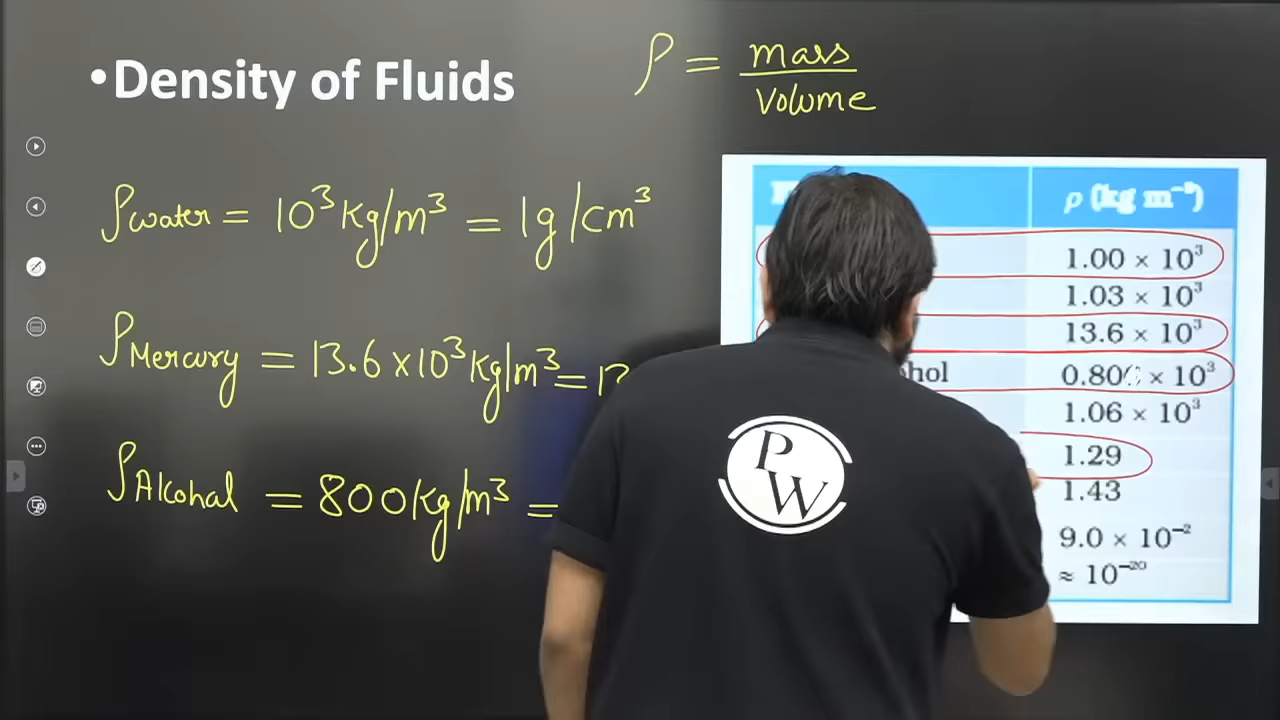 •Density of Fluids
ρ = mass
volume
ρwater = 10³ Kg/m³ = 1g/cm³
ρMercury = 13.6 x 10³ Kg/m³ =
ρAlcohal = 800 Kg/m³ =
ρ (kg m⁻³)
1.00 × 10³
1.03 × 10³
13.6 × 10³
0.806 × 10³
1.06 × 10³
1.29
1.43
9.0 × 10⁻²
≈ 10⁻²⁰
P
W